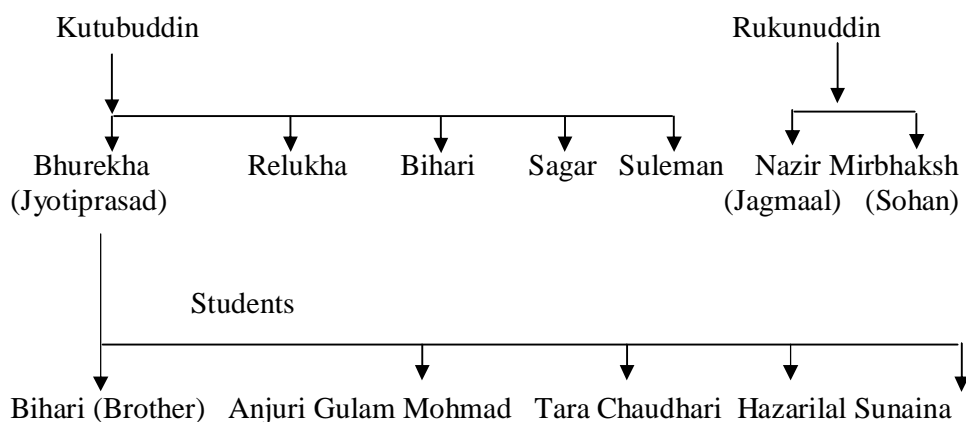 Kutubuddin Rukunuddin
Bhurekha Relukha Bihari Sagar Suleman Nazir Mirbhaksh
(Jyotiprasad) (Jagmaal) (Sohan)
Students
Bihari (Brother) Anjuri Gulam Mohmad Tara Chaudhari Hazarilal Sunaina